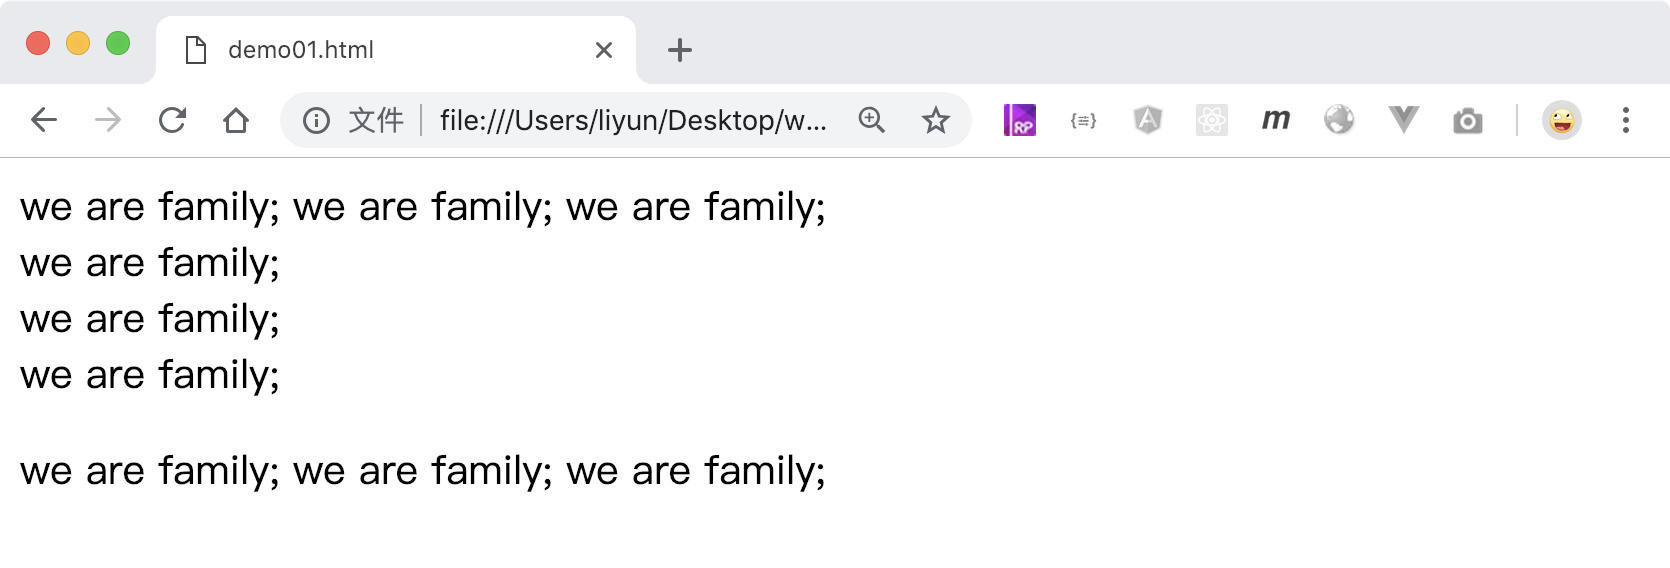 demo01.html
文件 file:///Users/liyun/Desktop/w...
RP {≡} A m
we are family; we are family; we are family;
we are family;
we are family;
we are family;
we are family; we are family; we are family;